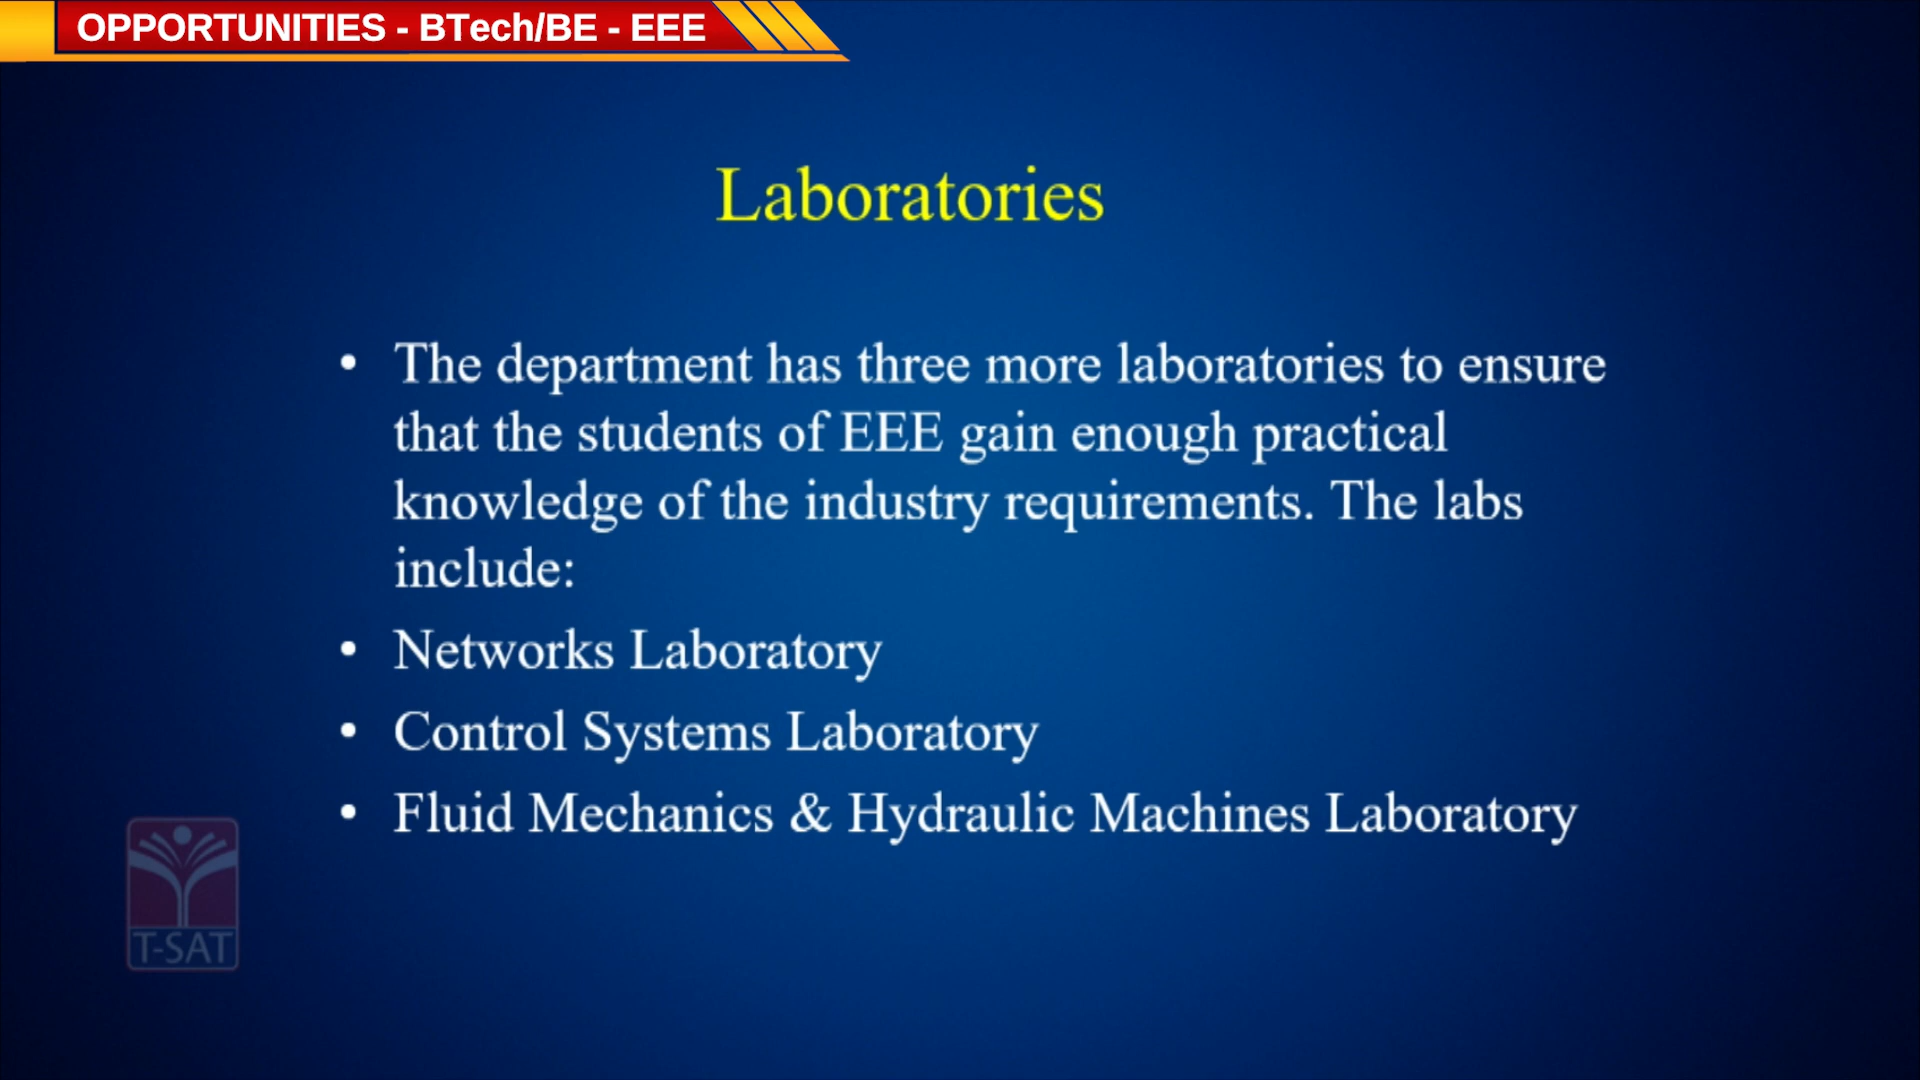 OPPORTUNITIES - BTech/BE - EEE
Laboratories
• The department has three more laboratories to ensure
that the students of EEE gain enough practical
knowledge of the industry requirements. The labs
include:
• Networks Laboratory
• Control Systems Laboratory
• Fluid Mechanics & Hydraulic Machines Laboratory
T-SAT